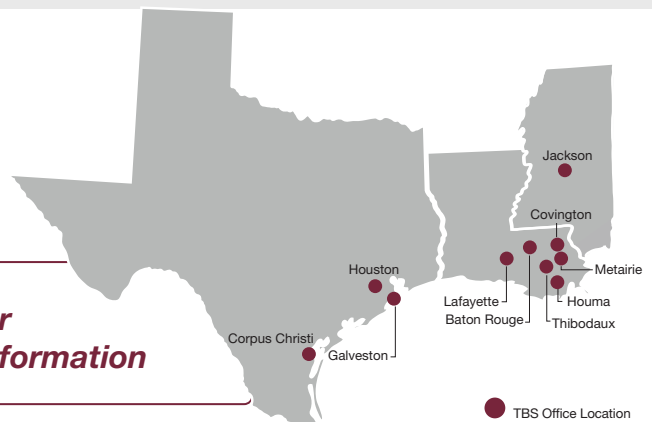 Jackson
Covington
Metairie
Houston
Lafayette
Houma
Baton Rouge
Thibodaux
Corpus Christi
Galveston
formation
TBS Office Location